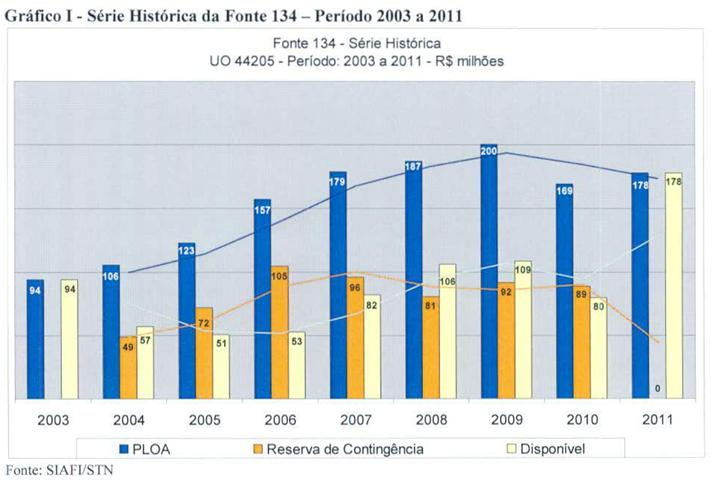 Gráfico I - Série Histórica da Fonte 134 – Período 2003 a 2011
Fonte 134 - Série Histórica
UO 44205 - Período: 2003 a 2011 - R$ milhões
94 94
106 49 57
123 72 51
157 105 53
179 96 82
187 81 106
200 92 109
169 89 80
178 0 178
2003 2004 2005 2006 2007 2008 2009 2010 2011
PLOA Reserva de Contingência Disponível
Fonte: SIAFI/STN